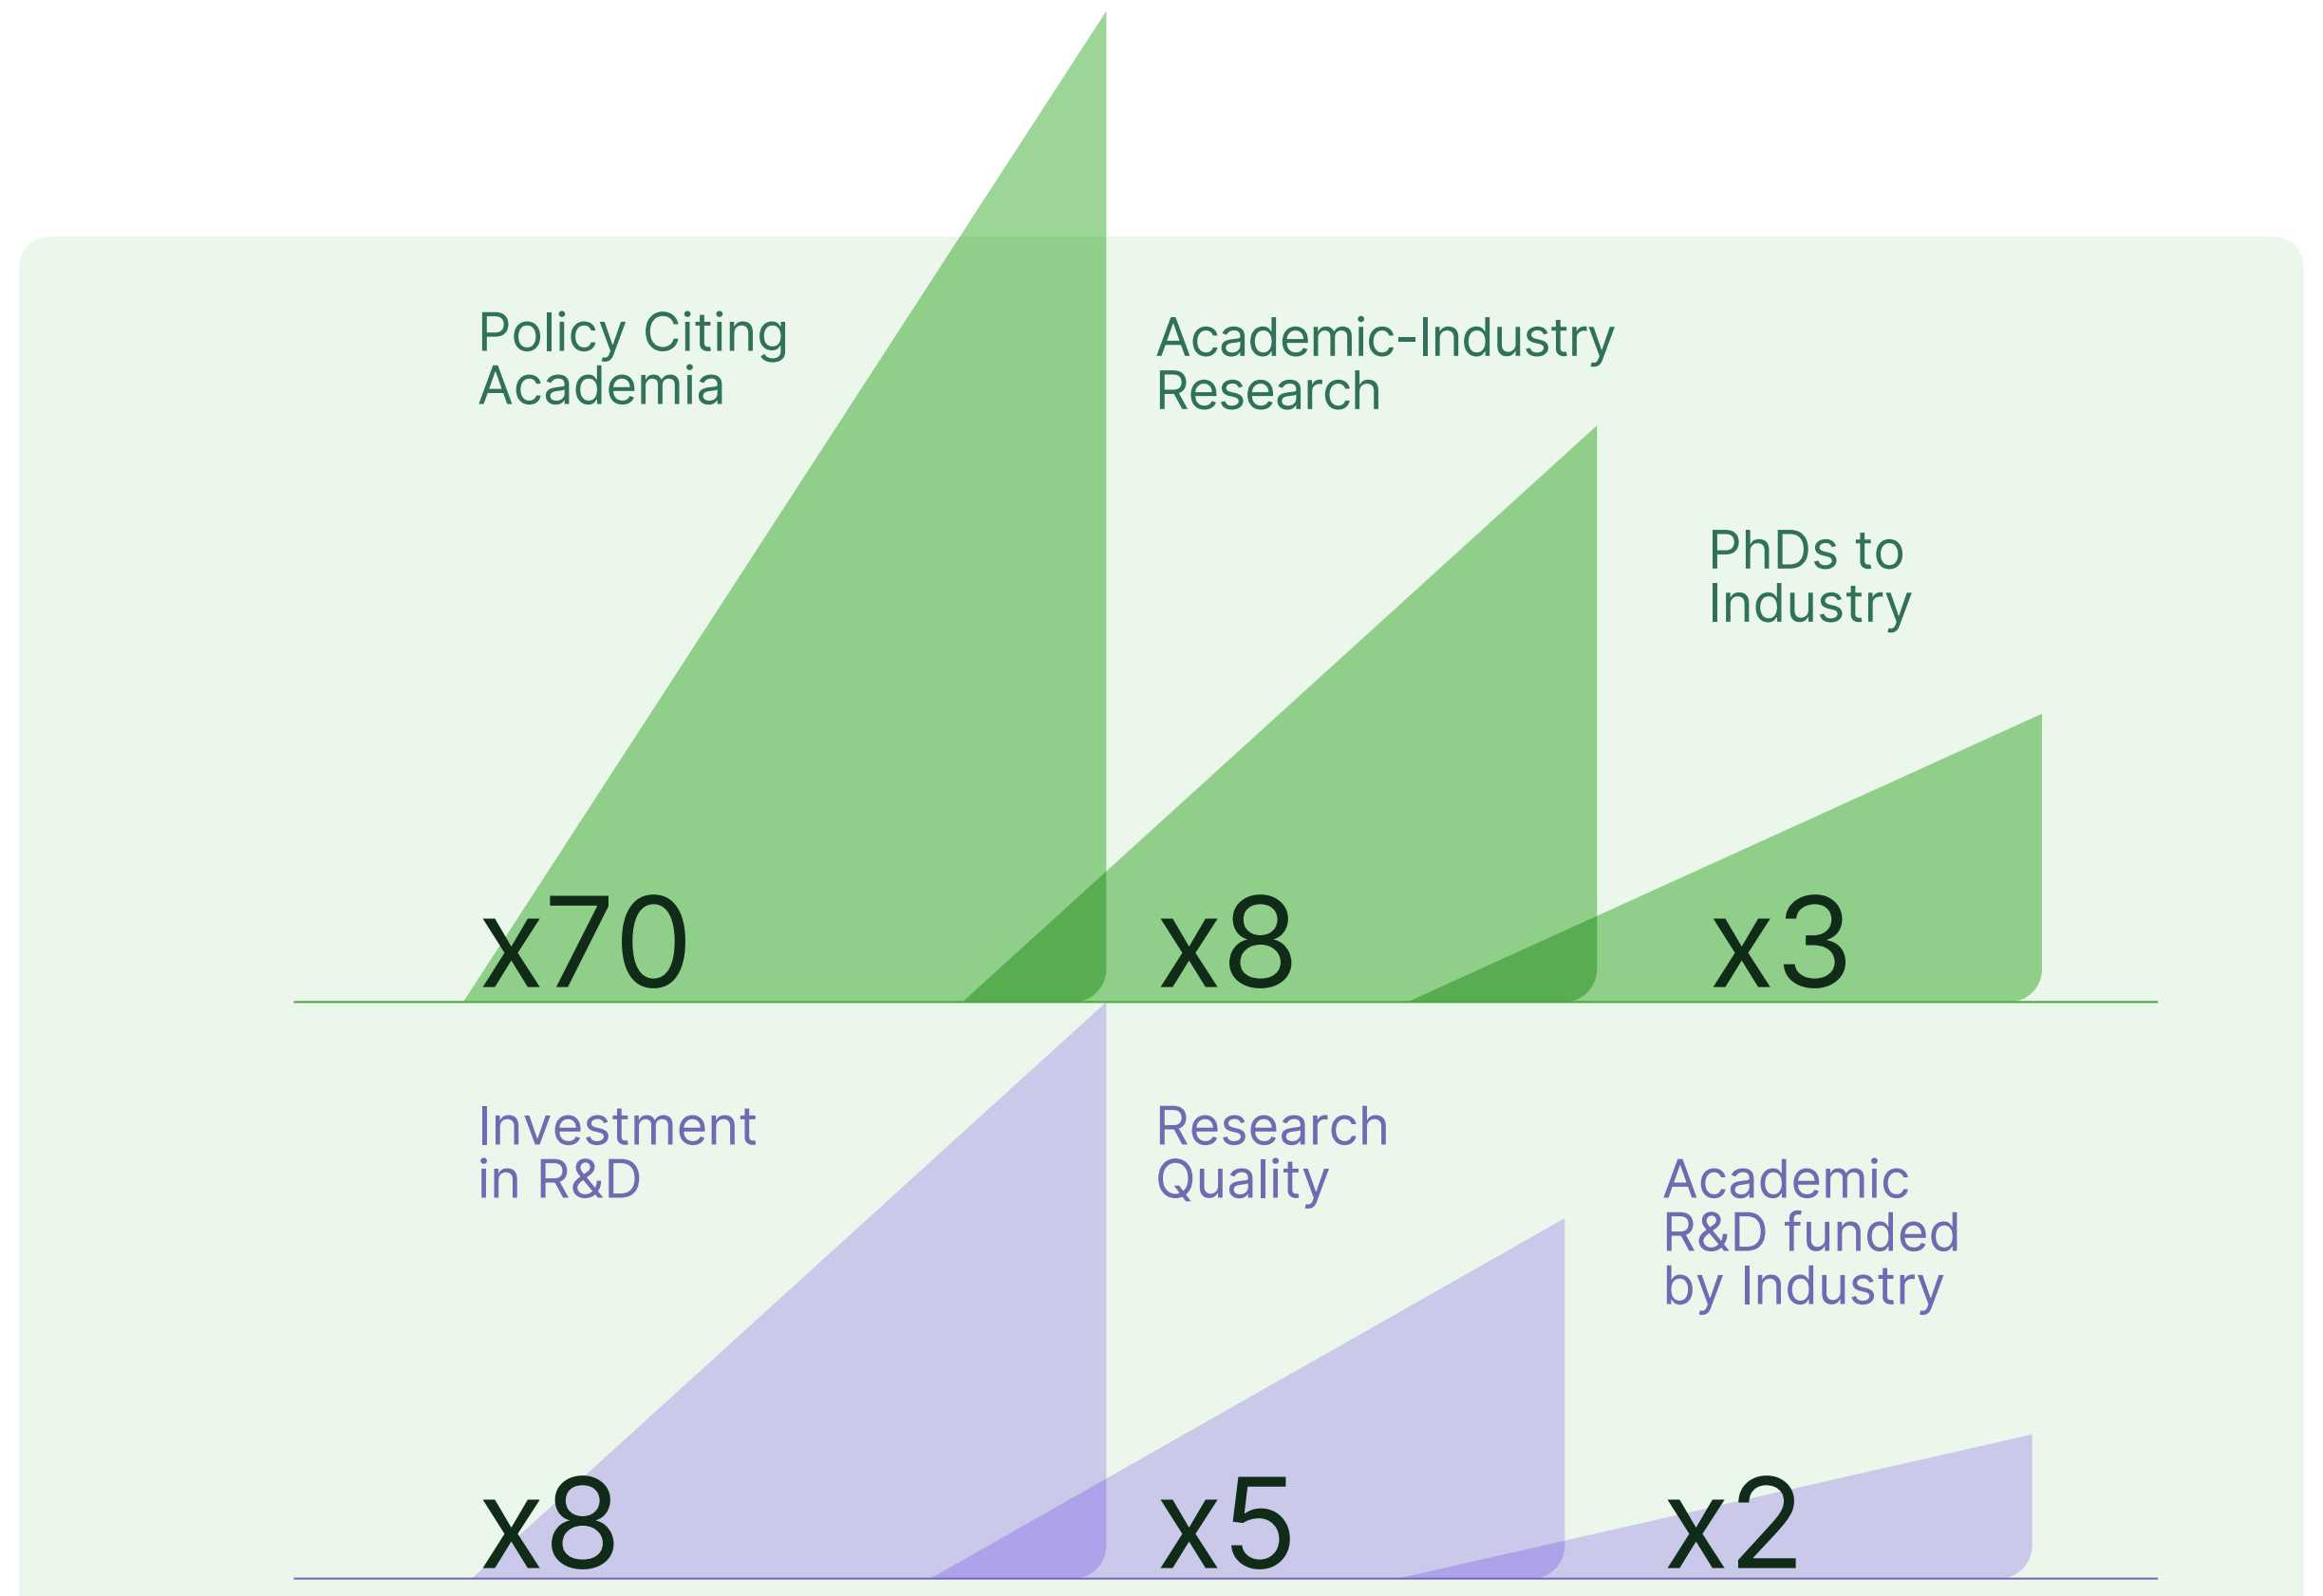 Policy Citing
Academia
x70
Academic–Industry
Research
x8
PhDs to
Industry
x3
Investment
in R&D
x8
Research
Quality
x5
Academic
R&D funded
by Industry
x2